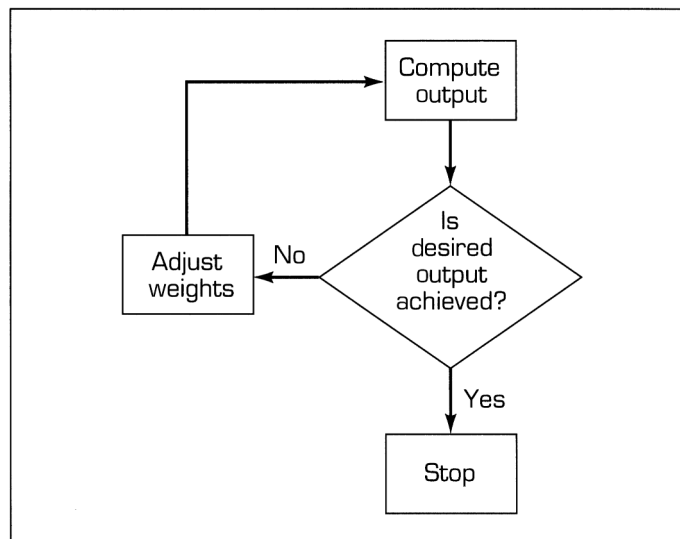 Compute
output
Is
desired
output
achieved?
No
Adjust
weights
Yes
Stop